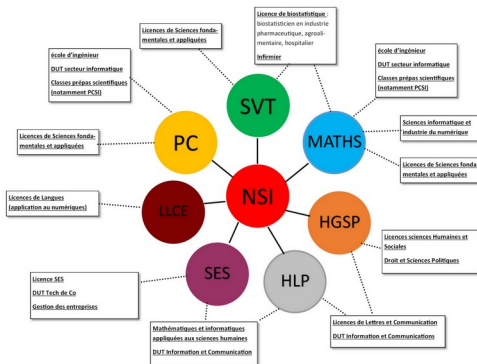 Licence de biostatistique :
biostatisticien en industrie
pharmaceutique, agroali-
mentaire, hospitalier
Infirmier
Licences de Sciences fonda-
mentales et appliquées
école d'ingénieur
DUT secteur informatique
Classes prépas scientifiques
(notamment PCSI)
école d'ingénieur
DUT secteur informatique
Classes prépas scientifiques
(notamment PCSI)
SVT
PC
MATHS
Sciences informatique et
industrie du numérique
Licences de Sciences fonda-
mentales et appliquées
Licences de Sciences fonda-
mentales et appliquées
Licences de Langues
(application au numériques)
LLCE
NSI
HGSP
Licences sciences Humaines et
Sociales
Droit et Sciences Politiques
SES
HLP
Licence SES
DUT Tech de Co
Gestion des entreprises
Mathématiques et informatiques
appliquées aux sciences humaines
DUT Information et Communication
Licences de Lettres et Communication
DUT Information et Communications